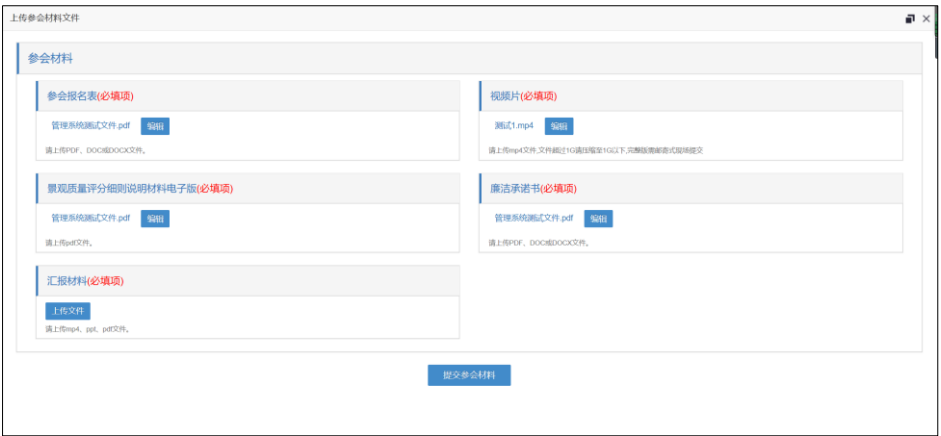 上传参会材料文件
参会材料
参会报名表(必填项)
管理系统测试文件.pdf 编辑
请上传PDF、DOC或DOCX文件。
视频片(必填项)
测试1.mp4 编辑
请上传mp4文件,文件超过1G请压缩至1G以下,完整版需邮寄或现场提交
景观质量评分细则说明材料电子版(必填项)
管理系统测试文件.pdf 编辑
请上传pdf文件。
廉洁承诺书(必填项)
管理系统测试文件.pdf 编辑
请上传PDF、DOC或DOCX文件。
汇报材料(必填项)
上传文件
请上传mp4、ppt、pdf文件。
提交参会材料